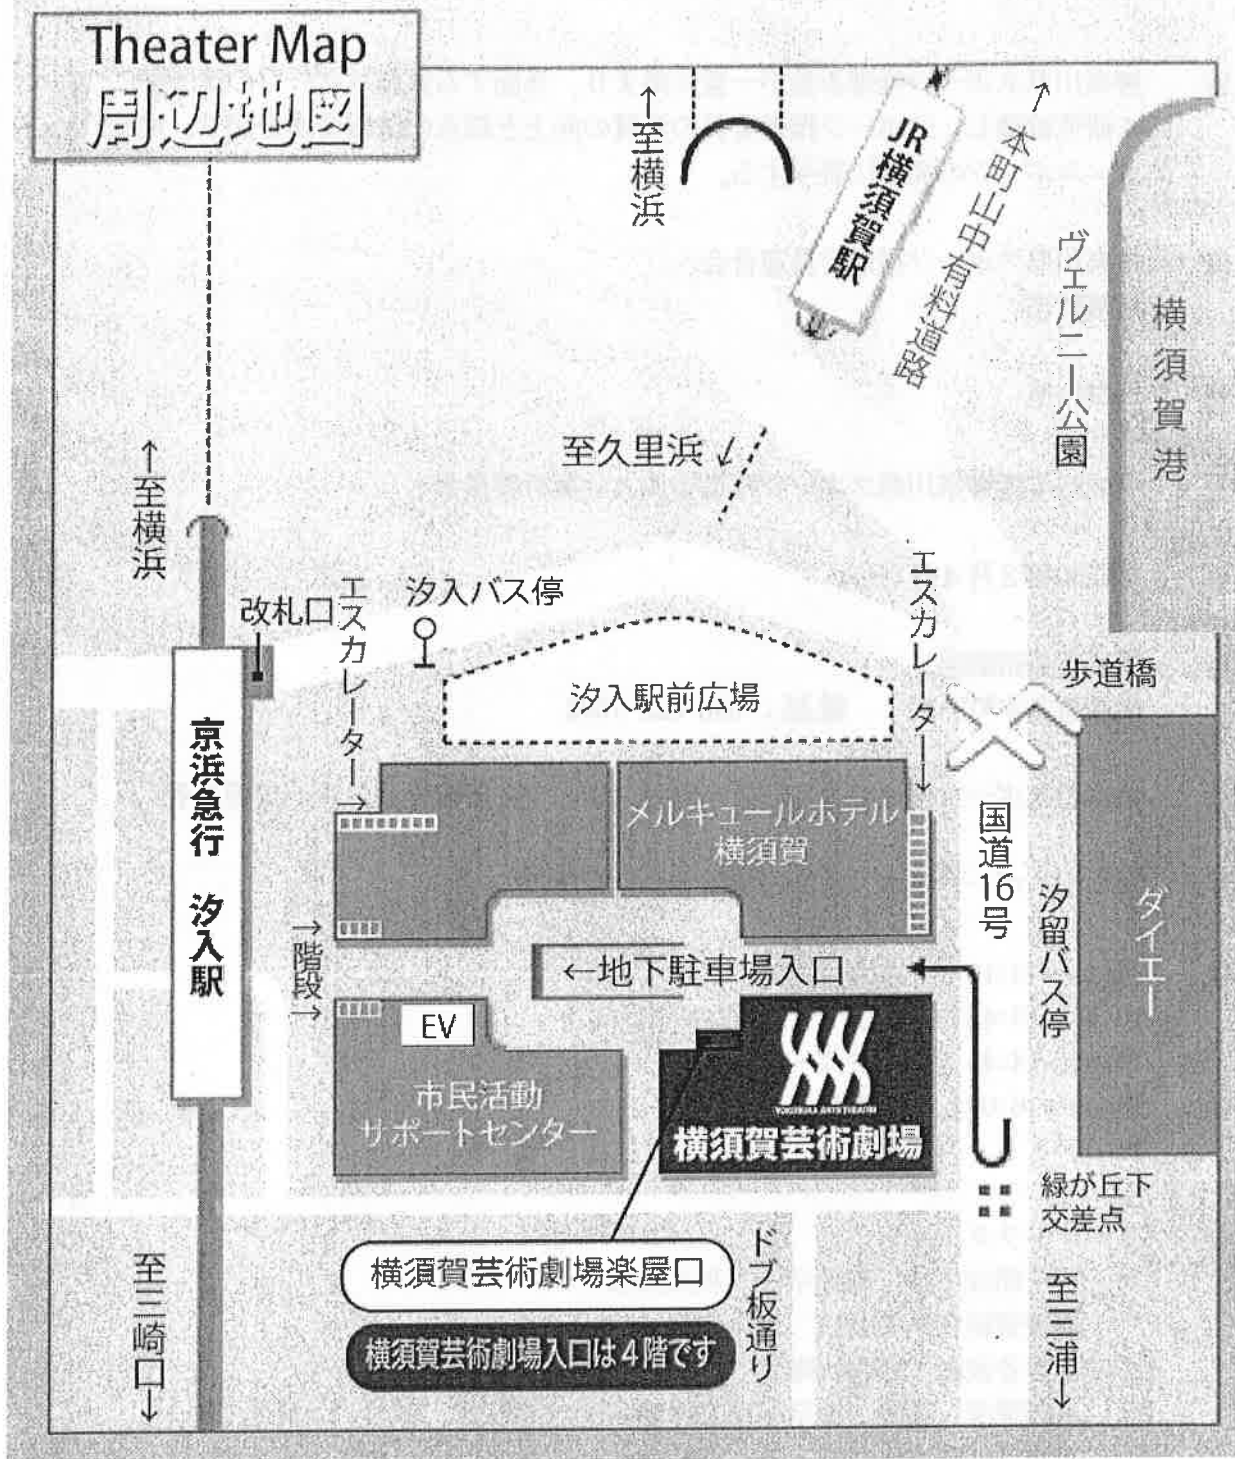 Theater Map
周辺地図
↑至横浜
JR横須賀駅
↑本町山中有料道路
ヴェルニー公園
横須賀港
至久里浜↓
↑至横浜
改札口
エスカレーター→
汐入バス停
エスカレーター→
汐入駅前広場
歩道橋
京浜急行 汐入駅
メルキュールホテル
横須賀
国道16号
汐留バス停
ダイエー
→階段→
←地下駐車場入口
EV
市民活動
サポートセンター
YOKOSUKA ARTS THEATRE
横須賀芸術劇場
緑が丘下
交差点
横須賀芸術劇場楽屋口
横須賀芸術劇場入口は4階です
ドブ板通り
至三崎口→
至三浦→